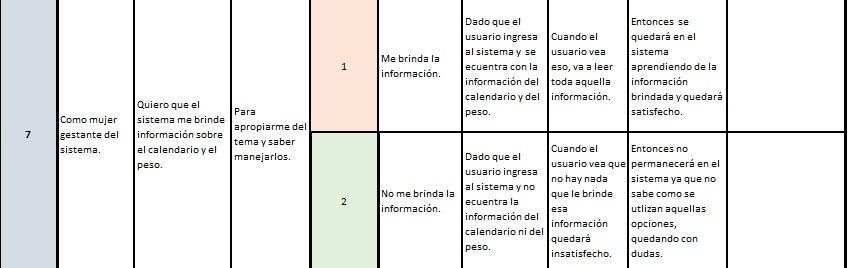 7
Como mujer
gestante del
sistema.
Quiero que el
sistema me brinde
información sobre
el calendario y el
peso.
Para
apropiarme del
tema y saber
manejarlos.
1
Me brinda la
información.
Dado que el
usuario ingresa
al sistema y  se
ecuentra con la
información del
calendario y del
peso.
Cuando el
usuario vea
eso, va a leer
toda aquella
información.
Entonces  se
quedará en el
sistema
aprendiendo de la
información
brindada y quedará
satisfecho.
2
No me brinda la
información.
Dado que el
usuario ingresa
al sistema y no
ecuentra la
información del
calendario ni del
peso.
Cuando el
usuario vea que
no hay nada
que le brinde
esa
información
quedará
insatisfecho.
Entonces no
permanecerá en el
sistema ya que no
sabe como se
utlizan aquellas
opciones,
quedando con
dudas.